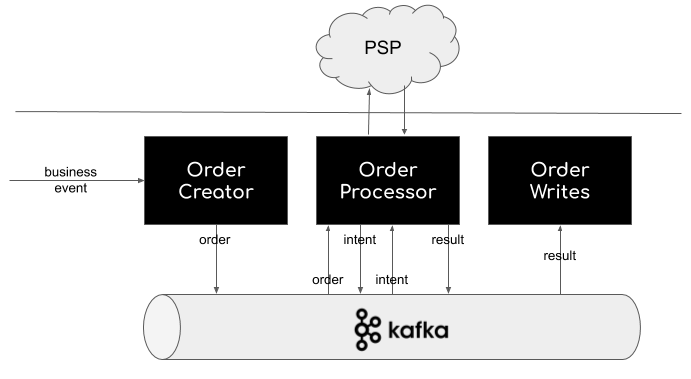 PSP
business
event
Order
Creator
Order
Processor
Order
Writes
order
order
intent
intent
result
result
kafka